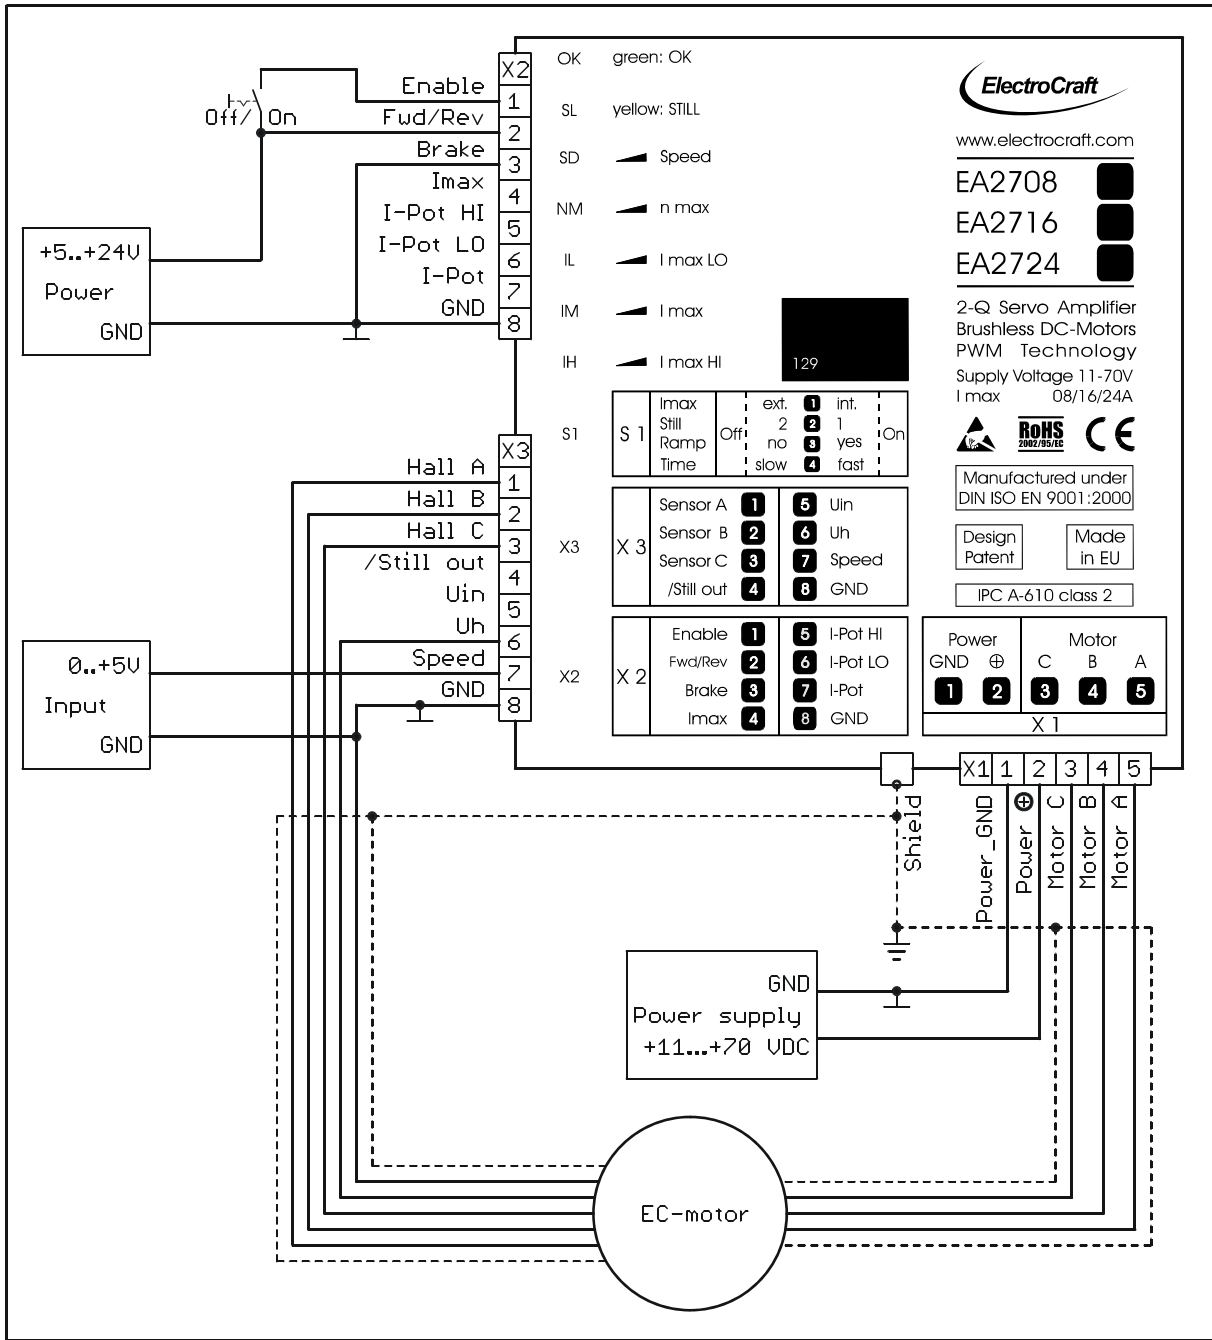 X2
Enable 1
Off/ On
Fwd/Rev 2
Brake 3
Imax 4
I-Pot HI 5
I-Pot LO 6
I-Pot 7
GND 8
+5..+24V
Power
GND
X3
Hall A 1
Hall B 2
Hall C 3
/Still out 4
Uin 5
Uh 6
Speed 7
GND 8
0..+5V
Input
GND
OK green: OK
SL yellow: STILL
SD Speed
NM n max
IL I max LO
IM I max
IH I max HI
129
S1
S 1
Off
On
Imax ext. 1 int.
Still 2 2 1
Ramp no 3 yes
Time slow 4 fast
X3
X 3
Sensor A 1 5 Uin
Sensor B 2 6 Uh
Sensor C 3 7 Speed
/Still out 4 8 GND
X2
X 2
Enable 1 5 I-Pot HI
Fwd/Rev 2 6 I-Pot LO
Brake 3 7 I-Pot
Imax 4 8 GND
ElectroCraft
www.electrocraft.com
EA2708
EA2716
EA2724
2-Q Servo Amplifier
Brushless DC-Motors
PWM Technology
Supply Voltage 11-70V
I max 08/16/24A
RoHS
2002/95/EC
CE
Manufactured under
DIN ISO EN 9001:2000
Design
Patent
Made
in EU
IPC A-610 class 2
Power Motor
GND ⊕ C B A
1 2 3 4 5
X 1
X1 1 2 3 4 5
Shield
Power_GND
Power ⊕
Motor C
Motor B
Motor A
GND
Power supply
+11...+70 VDC
EC-motor